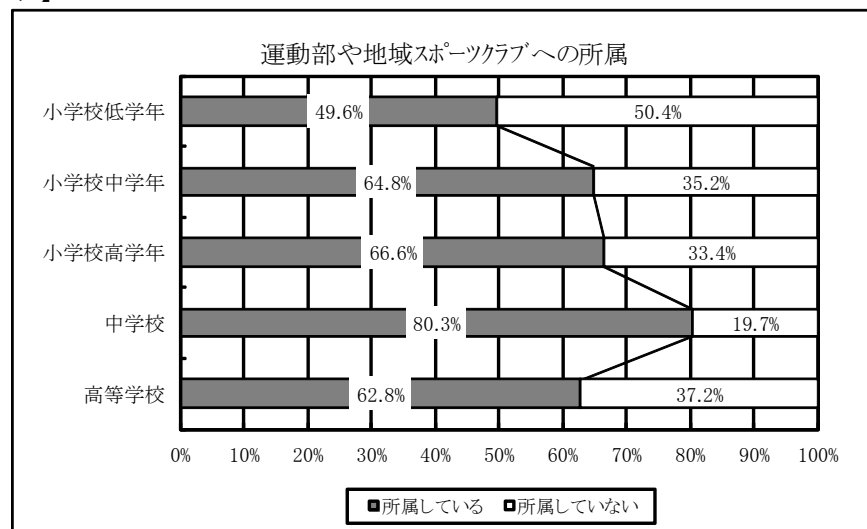 運動部や地域スポーツクラブへの所属
小学校低学年 49.6% 50.4%
小学校中学年 64.8% 35.2%
小学校高学年 66.6% 33.4%
中学校 80.3% 19.7%
高等学校 62.8% 37.2%
0% 10% 20% 30% 40% 50% 60% 70% 80% 90% 100%
■所属している □所属していない